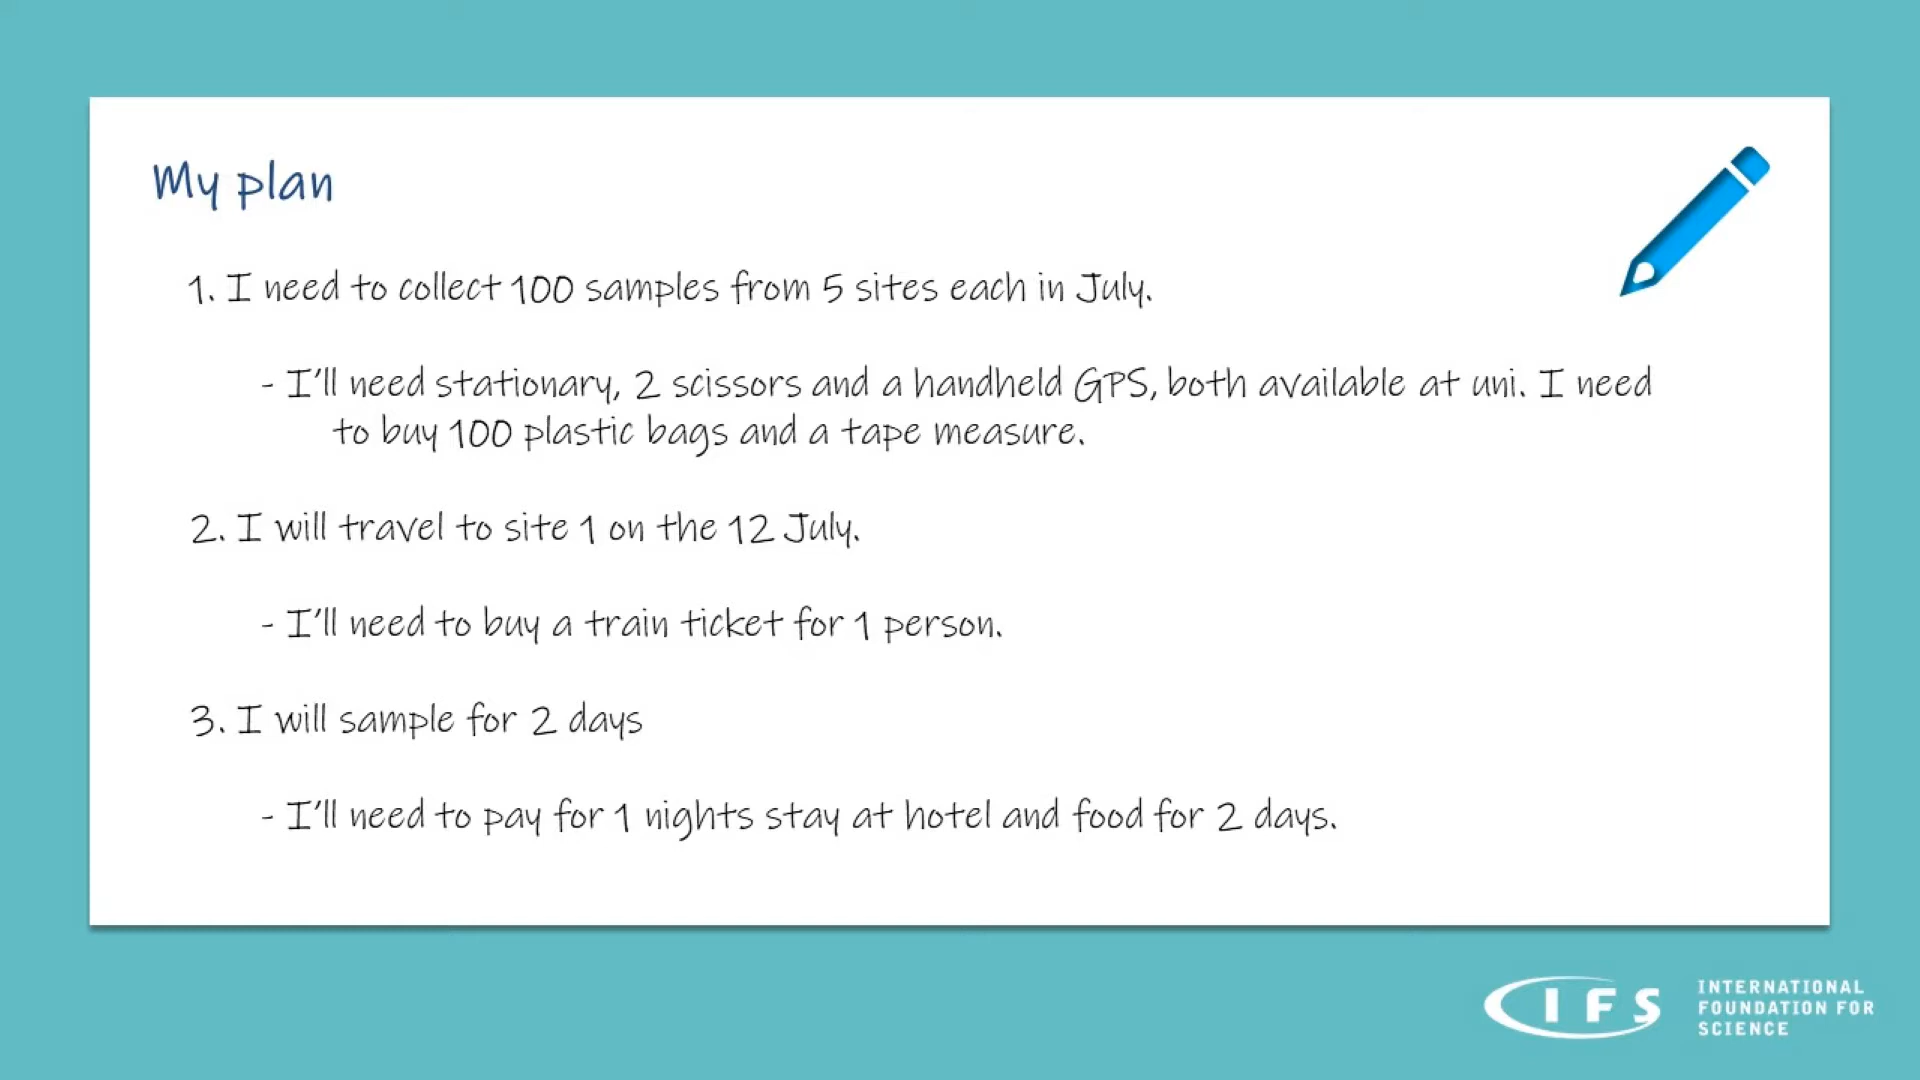 My plan
1. I need to collect 100 samples from 5 sites each in July.
- I'll need stationary, 2 scissors and a handheld GPS, both available at uni. I need
to buy 100 plastic bags and a tape measure.
2. I will travel to site 1 on the 12 July.
- I'll need to buy a train ticket for 1 person.
3. I will sample for 2 days
- I'll need to pay for 1 nights stay at hotel and food for 2 days.
IFS
INTERNATIONAL
FOUNDATION FOR
SCIENCE